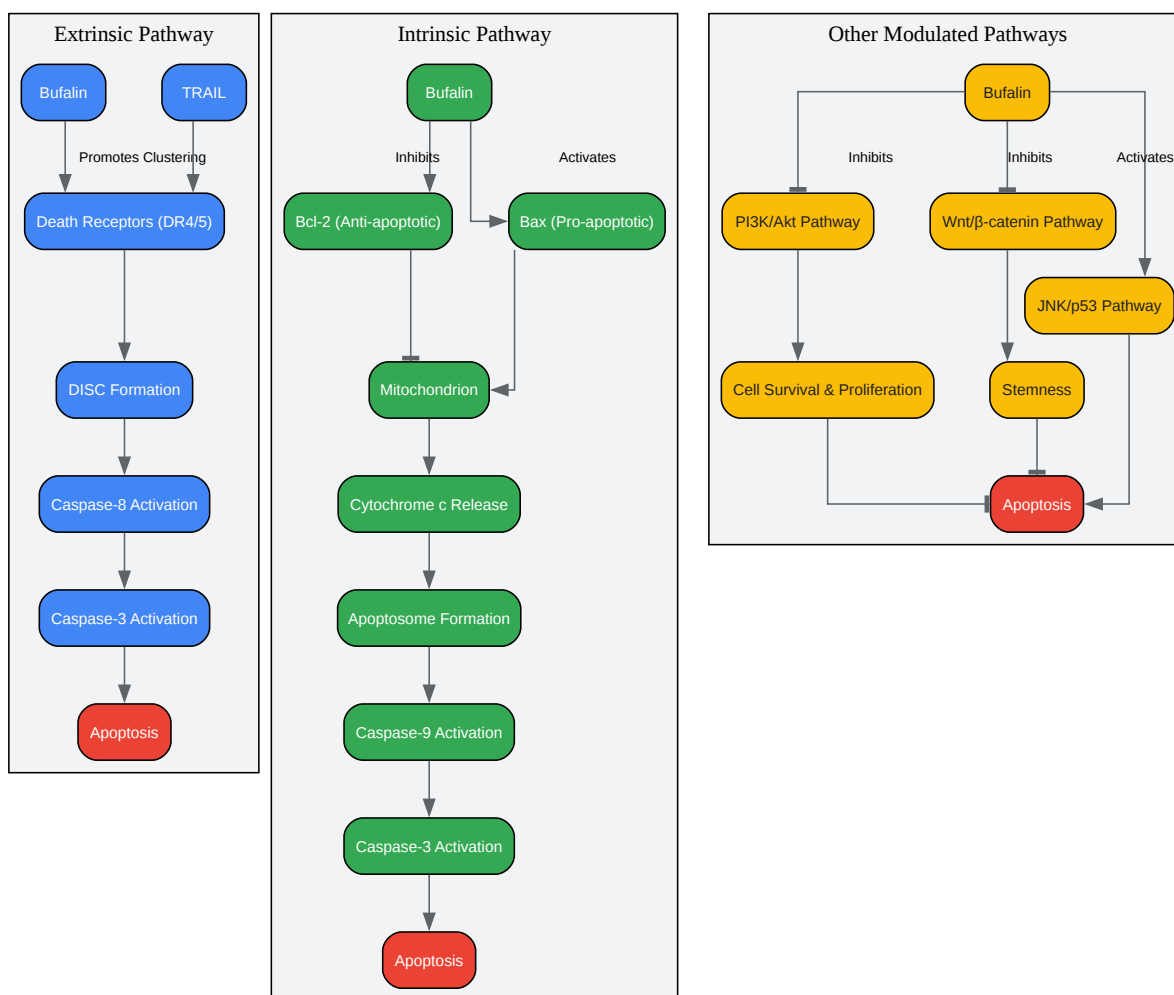 Extrinsic Pathway
Bufalin
TRAIL
Promotes Clustering
Death Receptors (DR4/5)
DISC Formation
Caspase-8 Activation
Caspase-3 Activation
Apoptosis
Intrinsic Pathway
Bufalin
Inhibits
Activates
Bcl-2 (Anti-apoptotic)
Bax (Pro-apoptotic)
Mitochondrion
Cytochrome c Release
Apoptosome Formation
Caspase-9 Activation
Caspase-3 Activation
Apoptosis
Other Modulated Pathways
Bufalin
Inhibits
Inhibits
Activates
PI3K/Akt Pathway
Wnt/β-catenin Pathway
JNK/p53 Pathway
Cell Survival & Proliferation
Stemness
Apoptosis